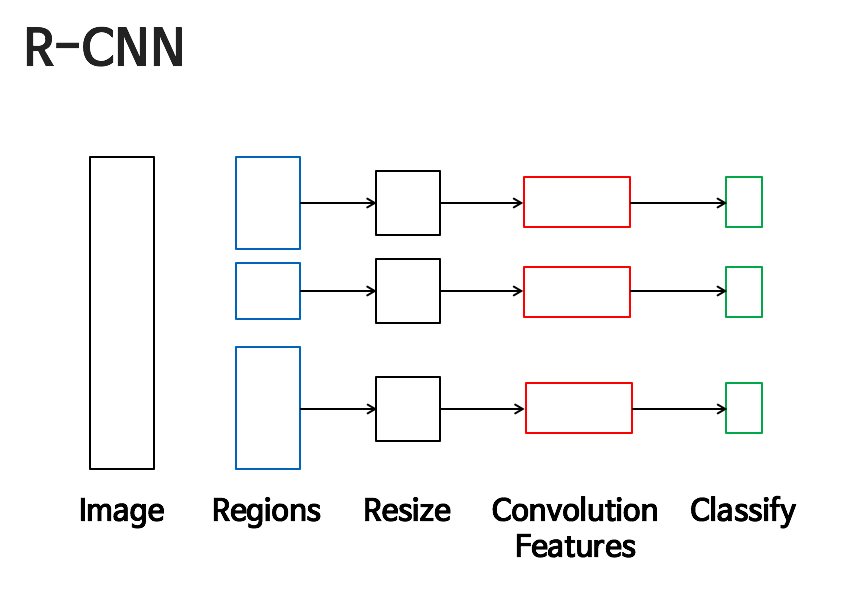 R-CNN
Image
Regions
Resize
Convolution
Features
Classify